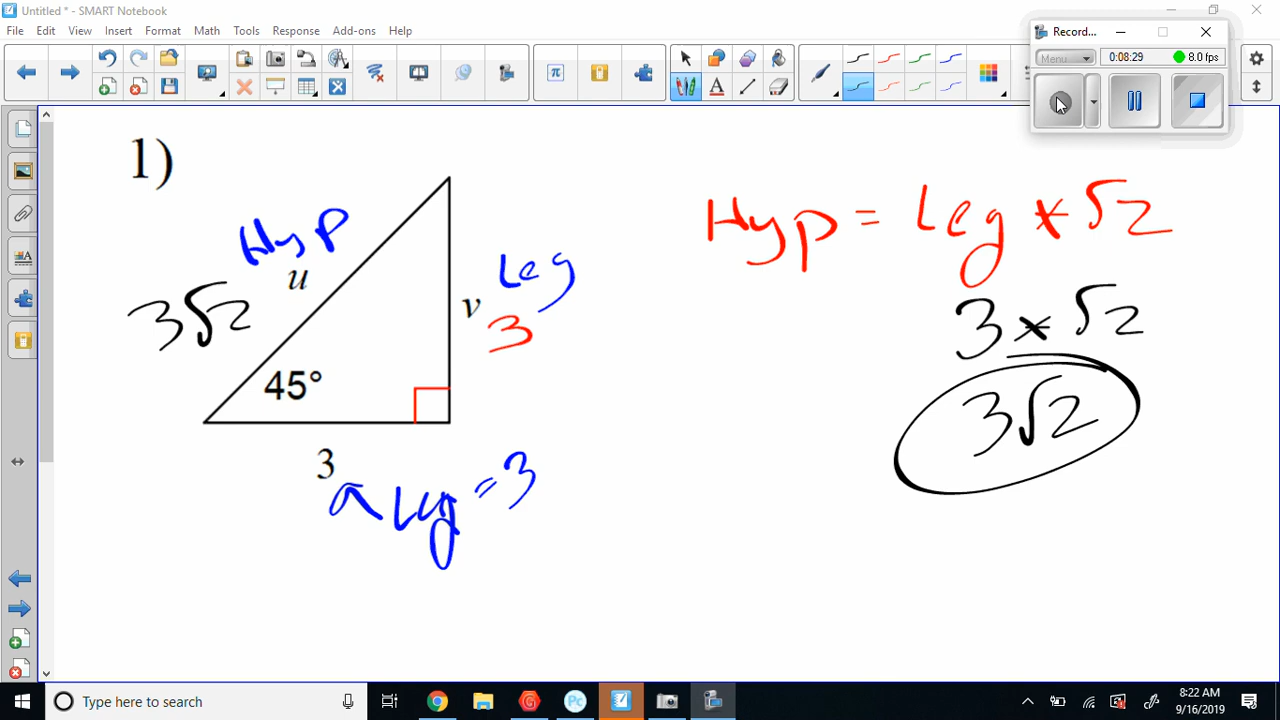 Untitled * - SMART Notebook
File Edit View Insert Format Math Tools Response Add-ons Help
Record...
Menu 0:08:29 8.0 fps
1)
Hyp
u
Leg
v
3
3√2
45°
3
Leg = 3
Hyp = Leg * √2
3 * √2
3√2
Type here to search
8:22 AM
9/16/2019